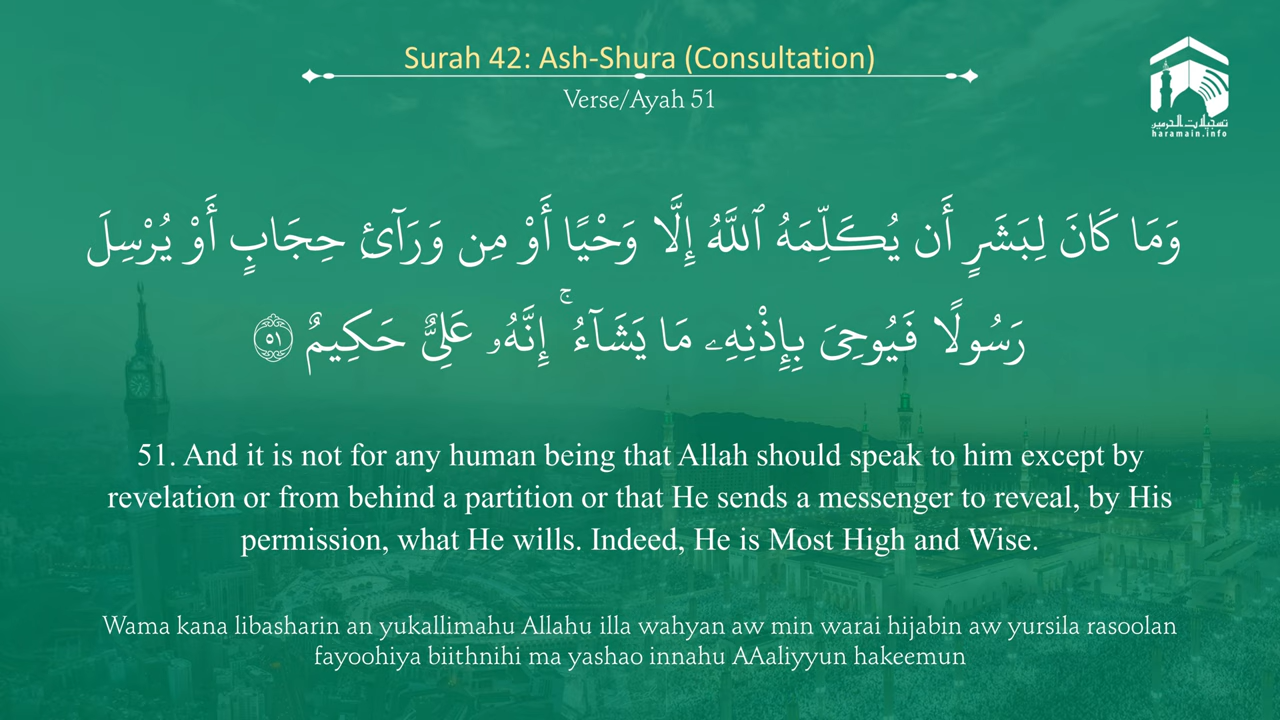 Surah 42: Ash-Shura (Consultation)
Verse/Ayah 51
تسجيلات الحرمين
haramain.info
وَمَا كَانَ لِبَشَرٍ أَن يُكَلِّمَهُ ٱللَّهُ إِلَّا وَحْيًا أَوْ مِن وَرَآئِ حِجَابٍ أَوْ يُرْسِلَ
رَسُولًا فَيُوحِىَ بِإِذْنِهِۦ مَا يَشَآءُ ۚ إِنَّهُۥ عَلِىٌّ حَكِيمٌ ٥١
51. And it is not for any human being that Allah should speak to him except by
revelation or from behind a partition or that He sends a messenger to reveal, by His
permission, what He wills. Indeed, He is Most High and Wise.
Wama kana libasharin an yukallimahu Allahu illa wahyan aw min warai hijabin aw yursila rasoolan
fayoohiya biithnihi ma yashao innahu AAaliyyun hakeemun